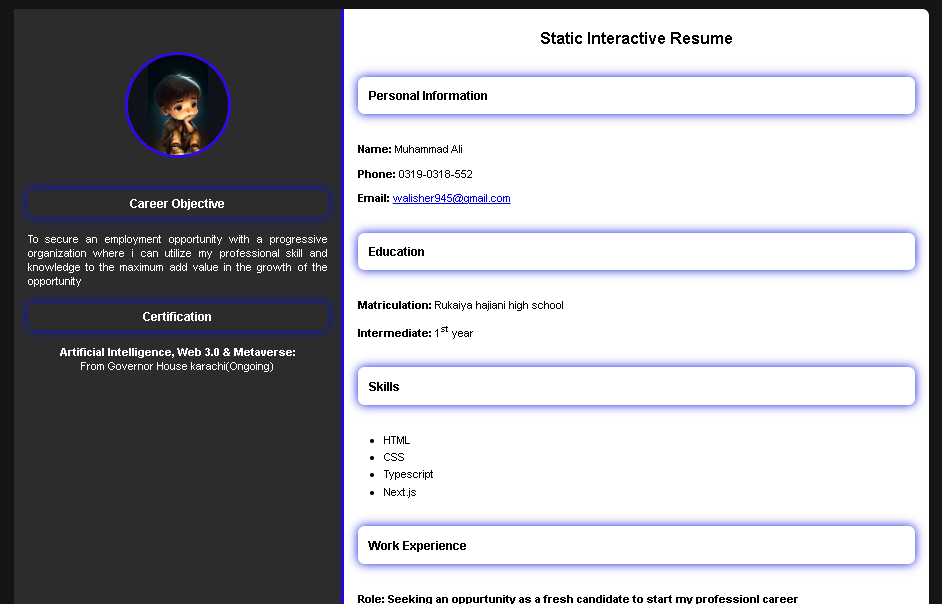 Career Objective
To secure an employment opportunity with a progressive
organization where i can utilize my professional skill and
knowledge to the maximum add value in the growth of the
opportunity
Certification
Artificial Intelligence, Web 3.0 & Metaverse:
From Governor House karachi(Ongoing)
Static Interactive Resume
Personal Information
Name: Muhammad Ali
Phone: 0319-0318-552
Email: walisher945@gmail.com
Education
Matriculation: Rukaiya hajiani high school
Intermediate: 1st year
Skills
HTML
CSS
Typescript
Next.js
Work Experience
Role: Seeking an oppurtunity as a fresh candidate to start my professionl career